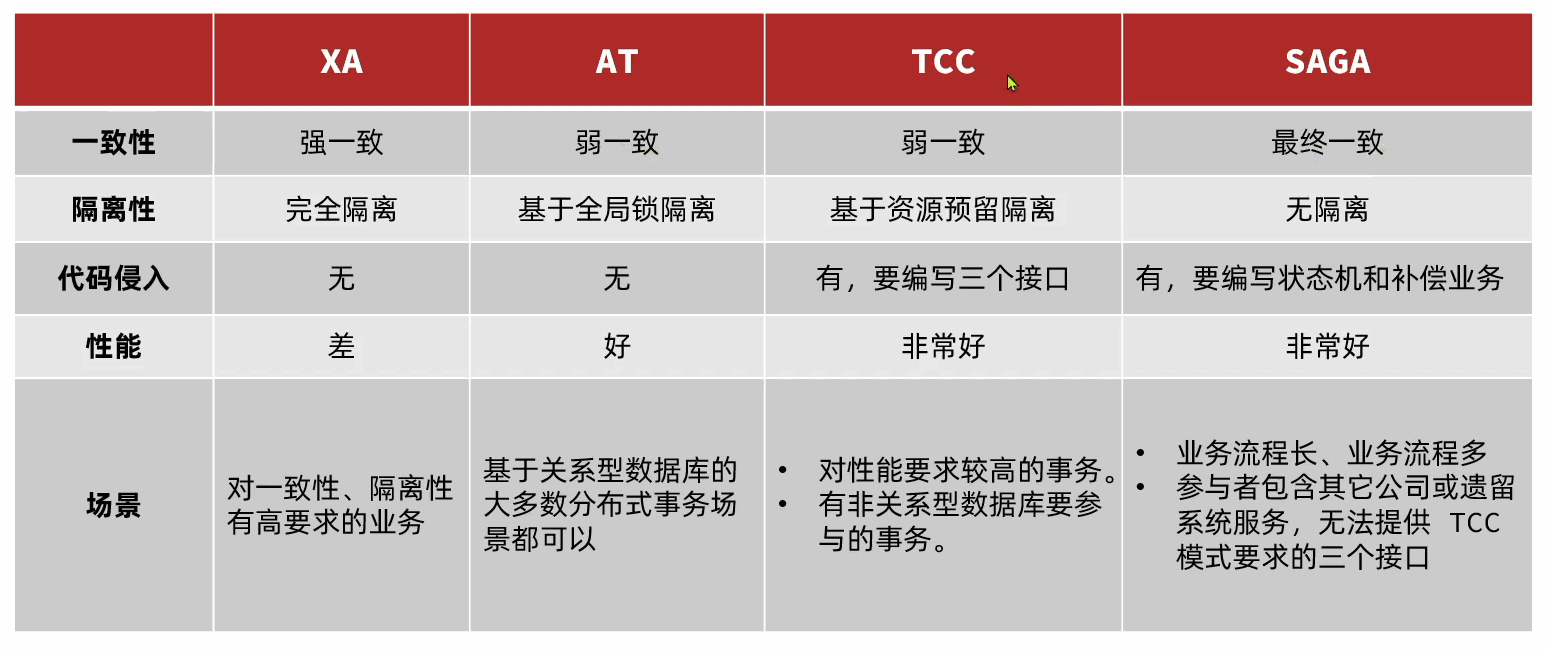 XA
AT
TCC
SAGA
一致性
强一致
弱一致
弱一致
最终一致
隔离性
完全隔离
基于全局锁隔离
基于资源预留隔离
无隔离
代码侵入
无
无
有，要编写三个接口
有，要编写状态机和补偿业务
性能
差
好
非常好
非常好
场景
对一致性、隔离性
有高要求的业务
基于关系型数据库的
大多数分布式事务场
景都可以
• 对性能要求较高的事务。
• 有非关系型数据库要参
与的事务。
• 业务流程长、业务流程多
• 参与者包含其它公司或遗留
系统服务，无法提供 TCC
模式要求的三个接口